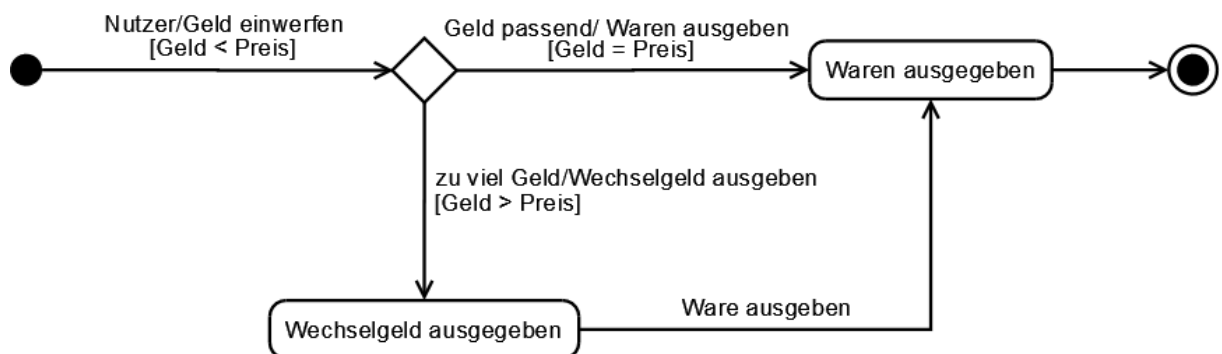 Nutzer/Geld einwerfen
[Geld < Preis]
Geld passend/ Waren ausgeben
[Geld = Preis]
Waren ausgegeben
zu viel Geld/Wechselgeld ausgeben
[Geld > Preis]
Wechselgeld ausgegeben
Ware ausgeben